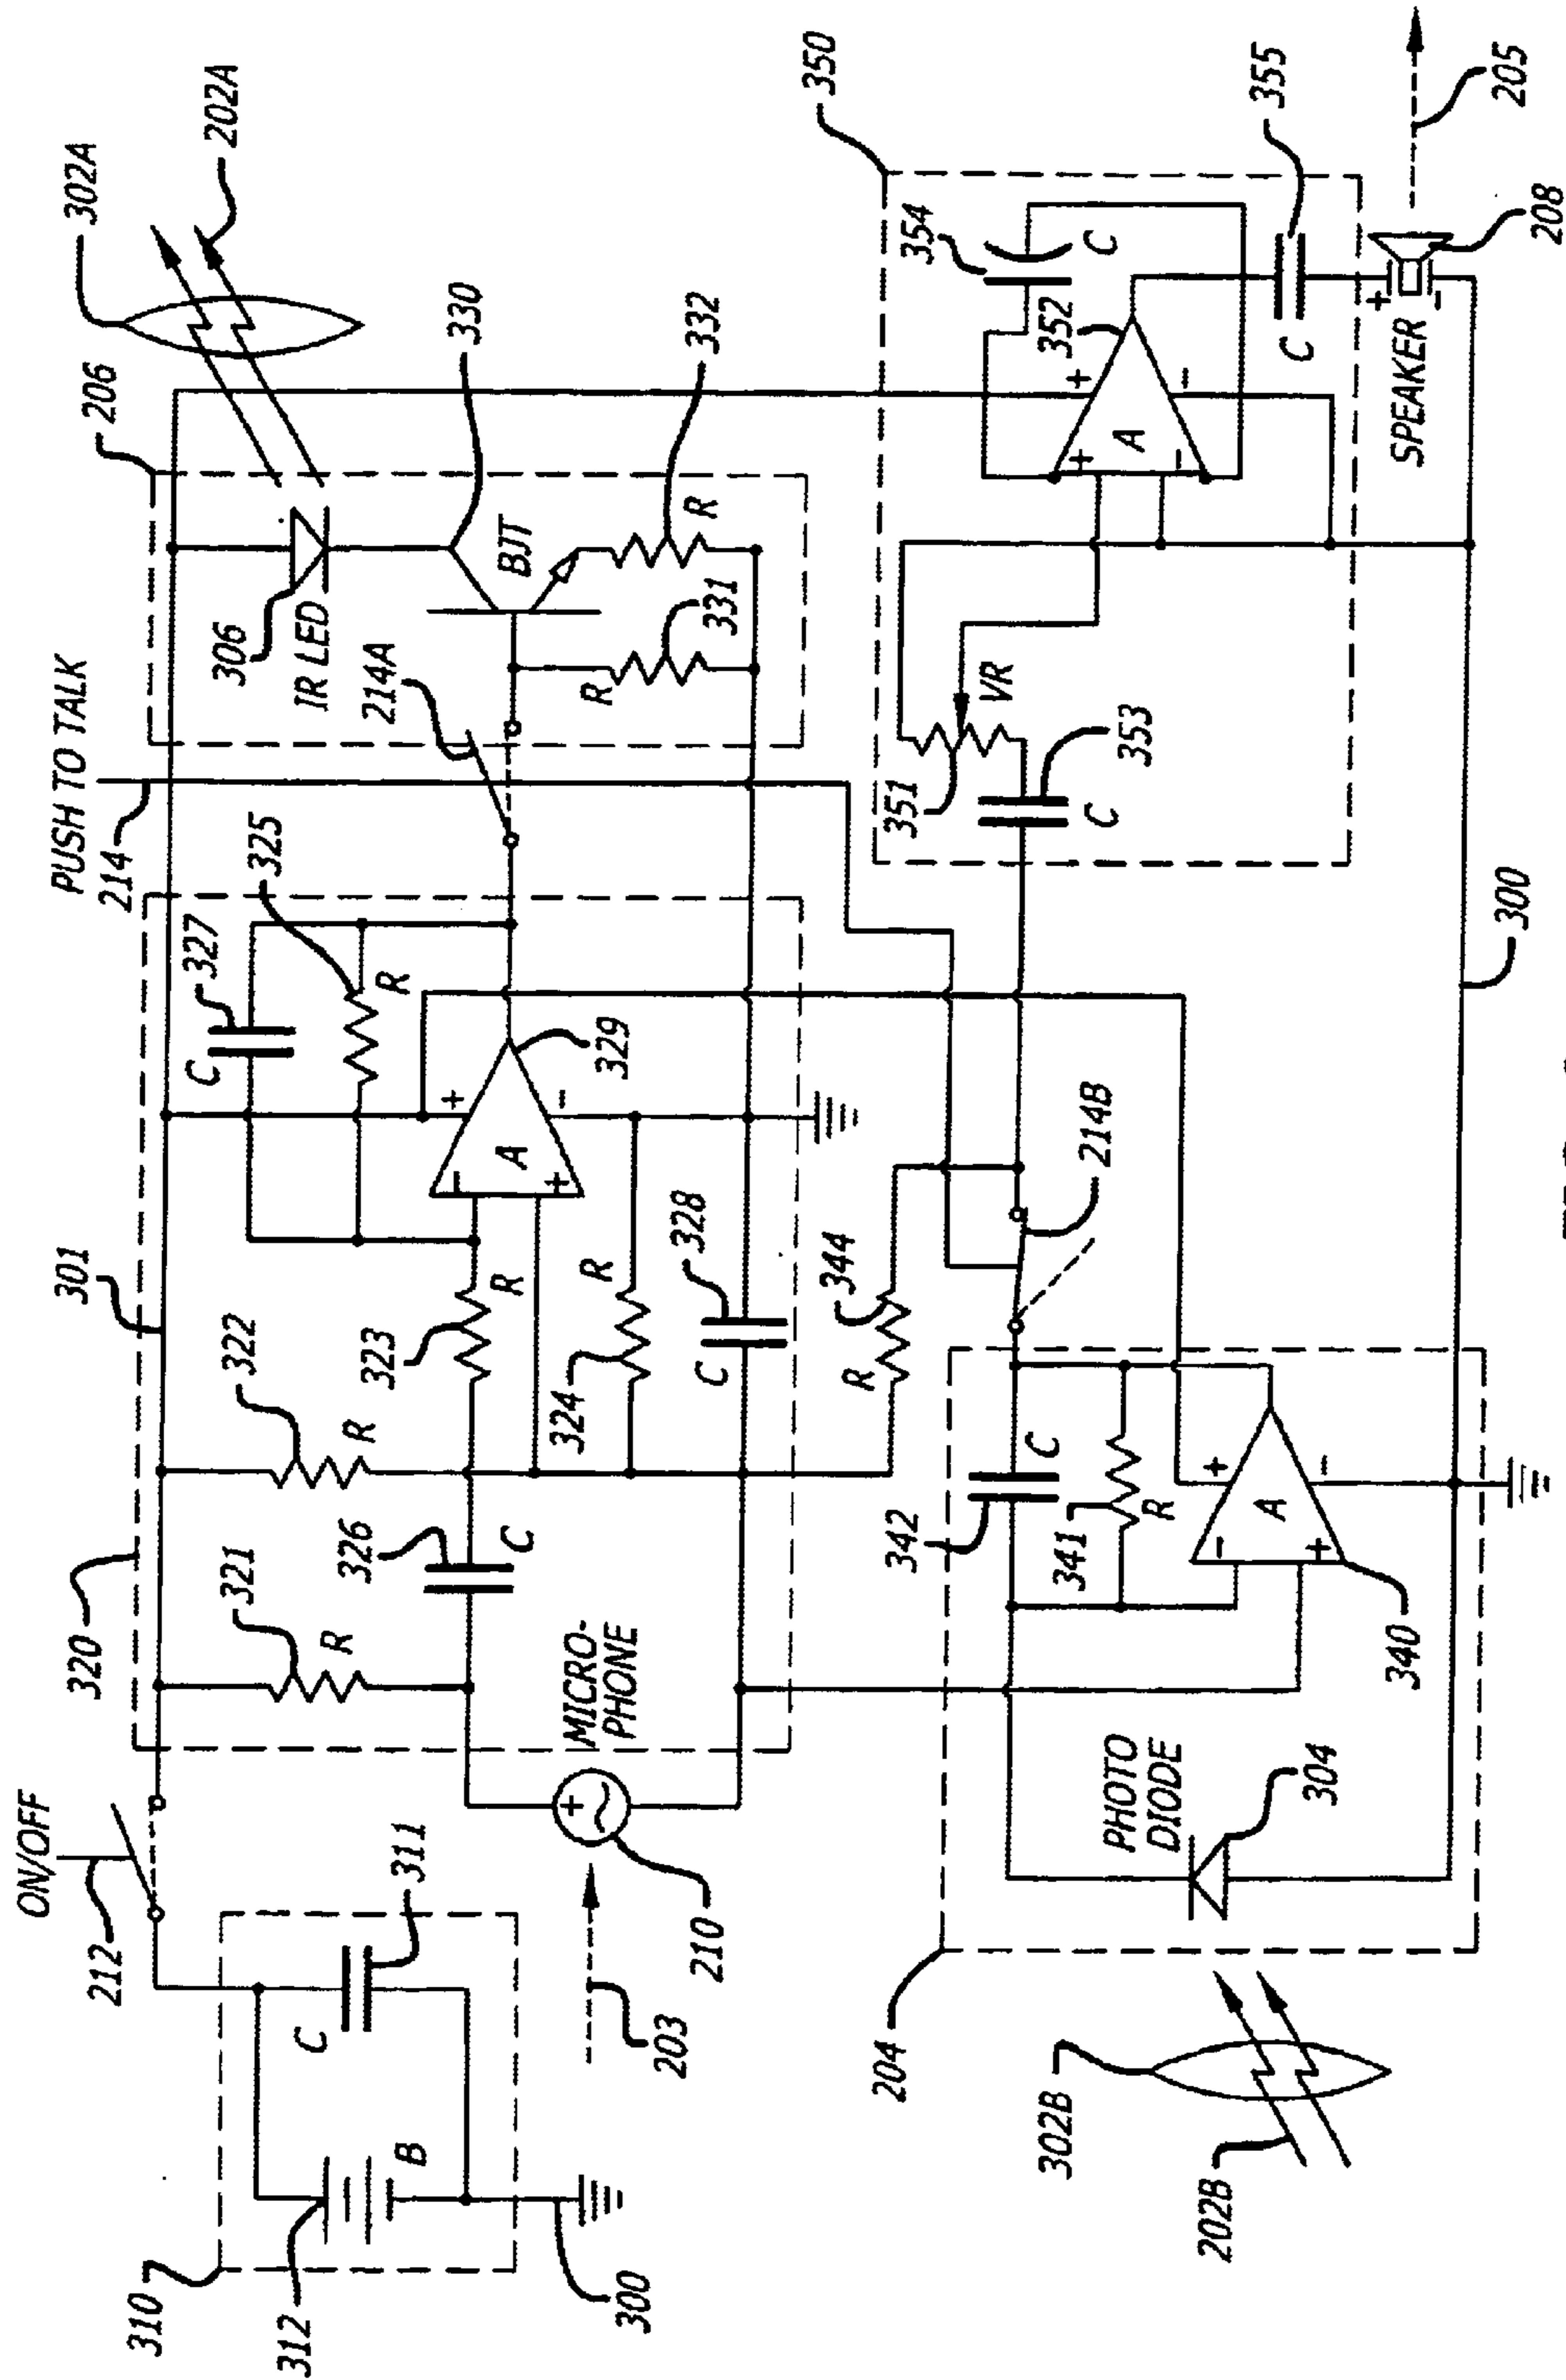 ON/OFF
212
310
312
B
C
311
300
203
210
MICRO-
PHONE
320
321
R
326
C
301
322
R
323
R
324
R
328
C
A
+
-
329
C
327
325
R
PUSH TO TALK
214
214A
206
306
IR LED
BJT
330
331
R
332
R
302A
202A
302B
202B
204
PHOTO
DIODE
304
342
C
341
R
A
+
-
340
344
R
214B
350
351
VR
353
C
354
C
352
A
+
-
355
C
SPEAKER
+
-
208
205
300